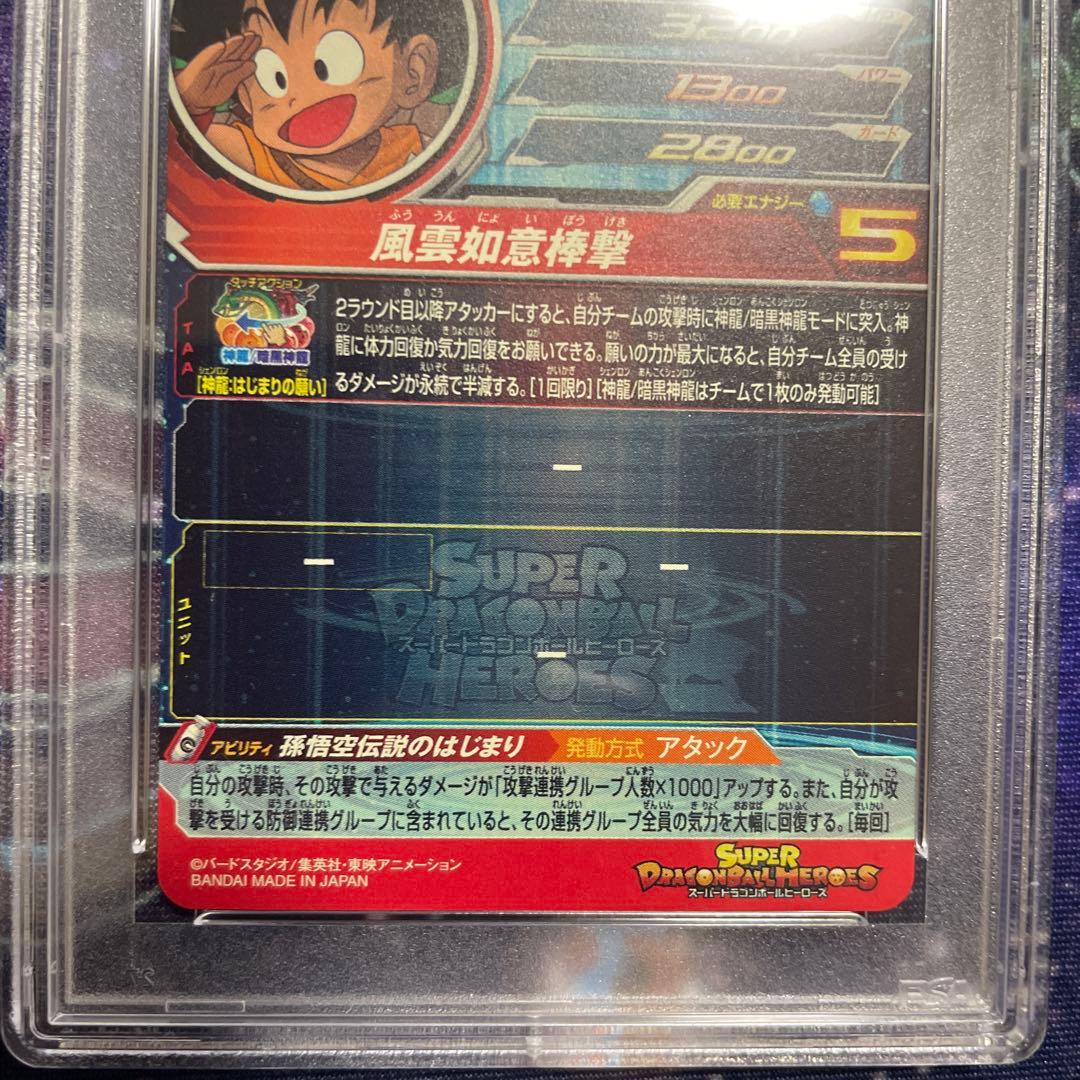 3200
パワー
1300
ガード
2800
必要エナジー 5
ふう うん にょ い ぼう げき
風雲如意棒撃
タッチアクション
神龍/暗黒神龍
TAA
シェンロン ねが
[神龍:はじまりの願い]
2ラウンド目以降アタッカーにすると、自分チームの攻撃時に神龍/暗黒神龍モードに突入。神
龍に体力回復か気力回復をお願いできる。願いの力が最大になると、自分チーム全員の受け
るダメージが永続で半減する。[1回限り][神龍/暗黒神龍はチームで1枚のみ発動可能]
ー
ユニット
ー
ー
ー
SUPER
DRAGONBALL
スーパードラゴンボールヒーローズ
HEROES
C アビリティ 孫悟空伝説のはじまり 発動方式 アタック
自分の攻撃時、その攻撃で与えるダメージが「攻撃連携グループ人数×1000」アップする。また、自分が攻
撃を受ける防御連携グループに含まれていると、その連携グループ全員の気力を大幅に回復する。[毎回]
©バードスタジオ/集英社・東映アニメーション
BANDAI MADE IN JAPAN
SUPER
DRAGONBALL HEROES
スーパードラゴンボールヒーローズ